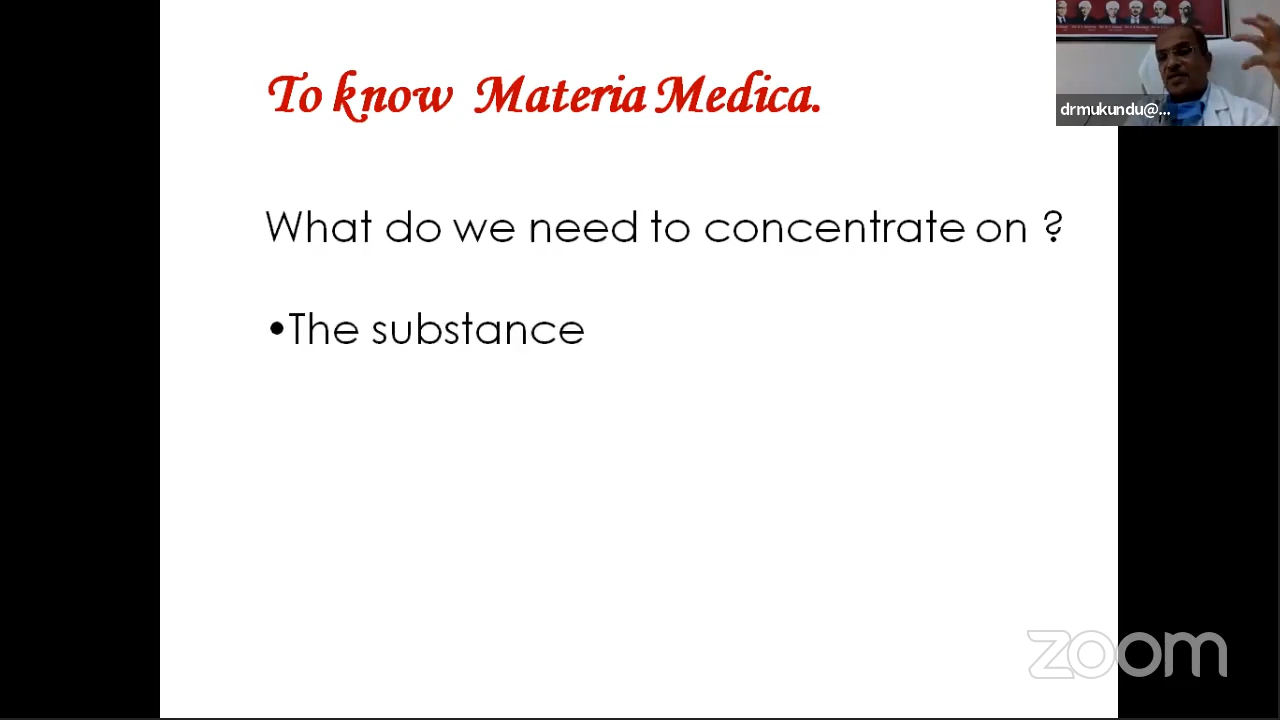 To know Materia Medica.
drmukundu@...
What do we need to concentrate on ?
•The substance
zoom